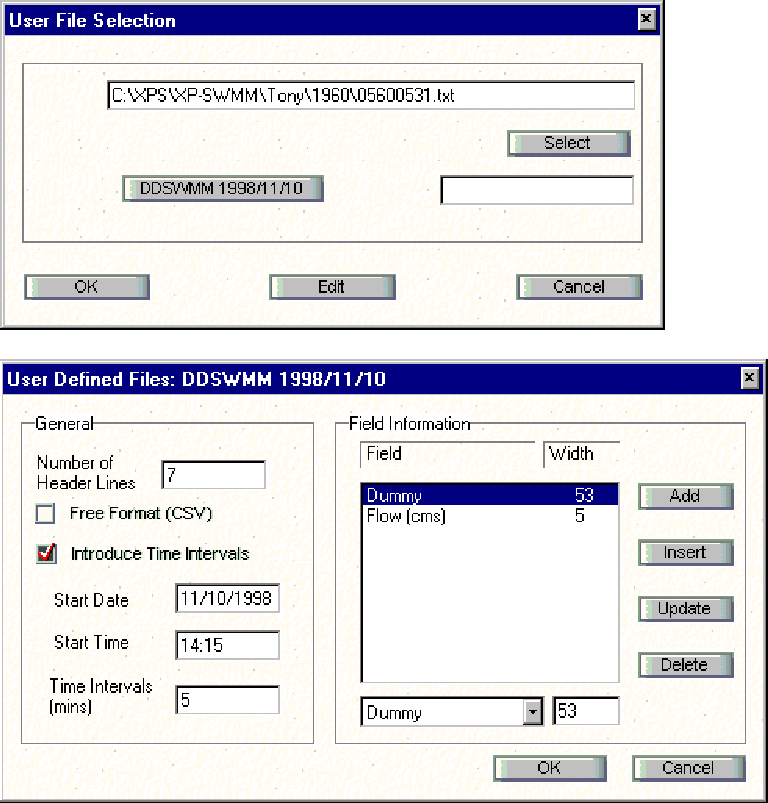 User File Selection
C:\XPS\XP-SWMM\Tony\1960\05600531.txt
Select
DDSWMM 1998/11/10
OK
Edit
Cancel
User Defined Files: DDSWMM 1998/11/10
General
Number of
Header Lines
7
Free Format (CSV)
Introduce Time Intervals
Start Date
11/10/1998
Start Time
14:15
Time Intervals
(mins)
5
Field Information
Field Width
Dummy 53
Flow (cms) 5
Add
Insert
Update
Delete
Dummy 53
OK
Cancel